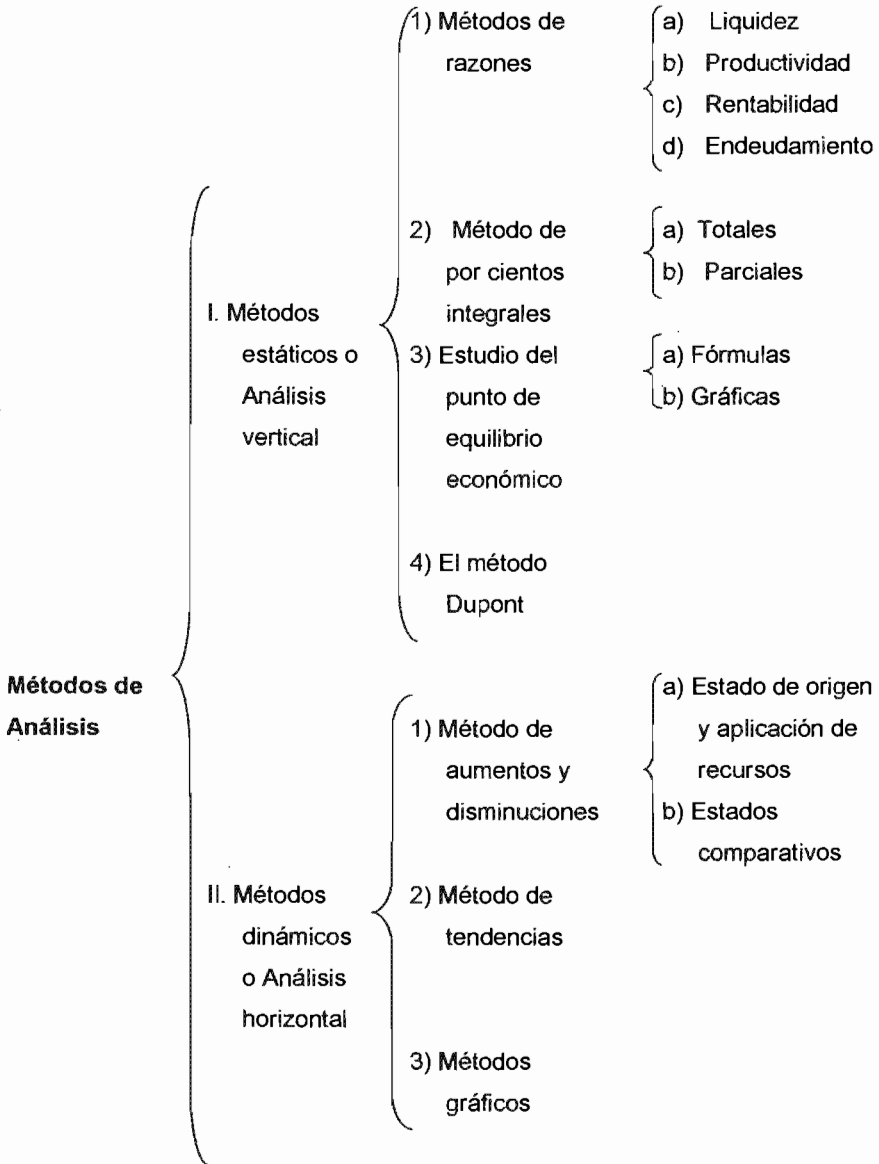 Métodos de
Análisis
I. Métodos
estáticos o
Análisis
vertical
1) Métodos de
razones
a) Liquidez
b) Productividad
c) Rentabilidad
d) Endeudamiento
2) Método de
por cientos
integrales
a) Totales
b) Parciales
3) Estudio del
punto de
equilibrio
económico
a) Fórmulas
b) Gráficas
4) El método
Dupont
II. Métodos
dinámicos
o Análisis
horizontal
1) Método de
aumentos y
disminuciones
a) Estado de origen
y aplicación de
recursos
b) Estados
comparativos
2) Método de
tendencias
3) Métodos
gráficos